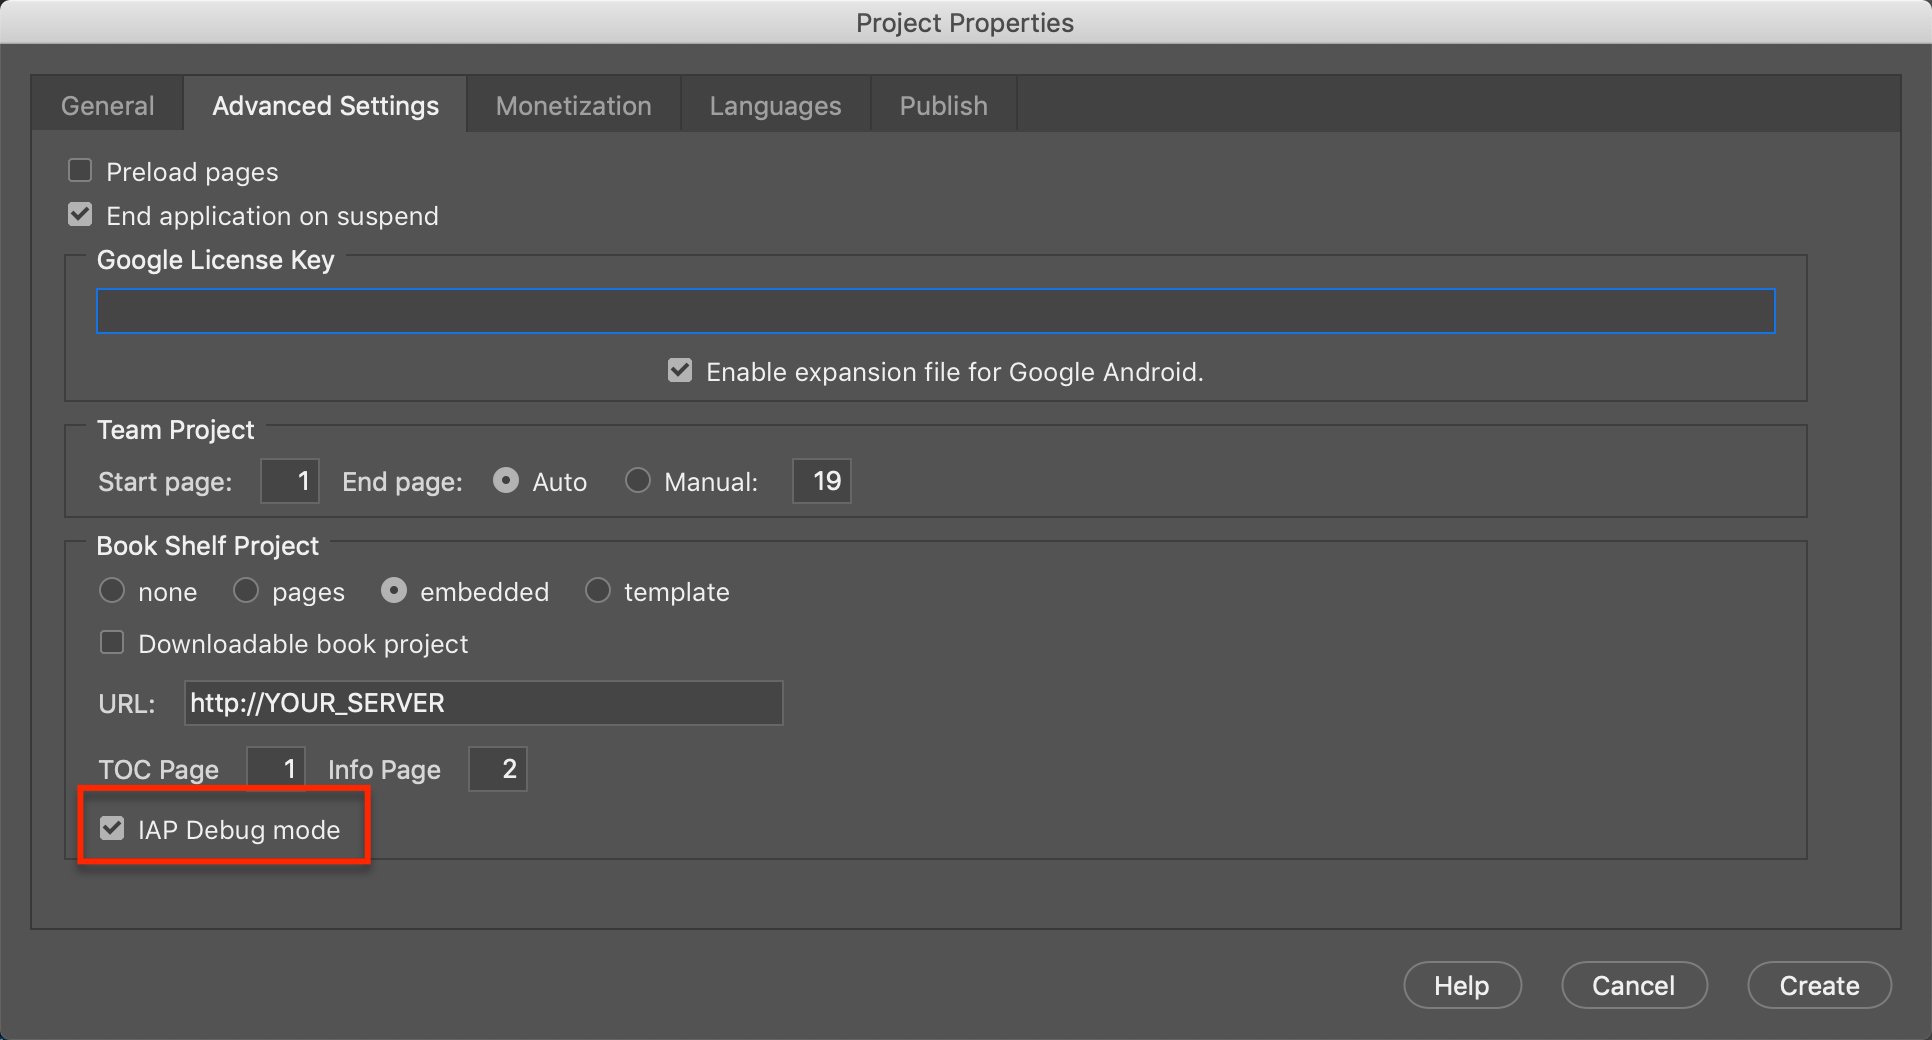 Project Properties
General Advanced Settings Monetization Languages Publish
Preload pages
End application on suspend
Google License Key
Enable expansion file for Google Android.
Team Project
Start page: 1 End page: Auto Manual: 19
Book Shelf Project
none pages embedded template
Downloadable book project
URL: http://YOUR_SERVER
TOC Page 1 Info Page 2
IAP Debug mode
Help Cancel Create